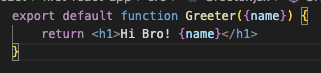 export default function Greeter({name}) {
    return <h1>Hi Bro! {name}</h1>
}